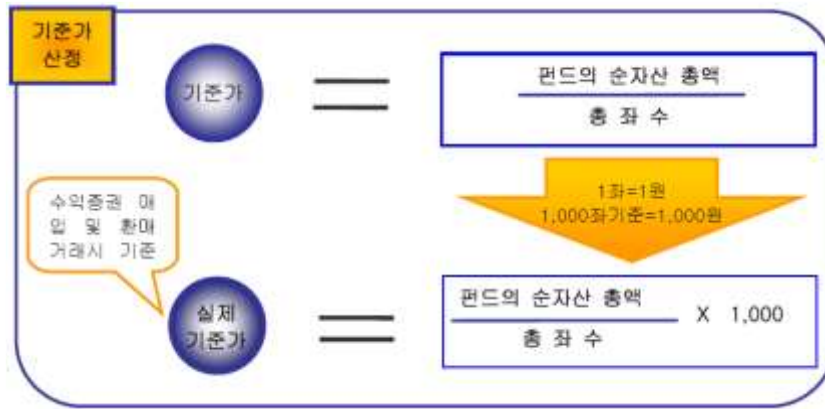 기준가
산정
기준가
펀드의 순자산 총액
총 좌 수
1좌=1원
1,000좌기준=1,000원
수익증권 매
입 및 환매
거래시 기준
실제
기준가
펀드의 순자산 총액
총 좌 수
X 1,000